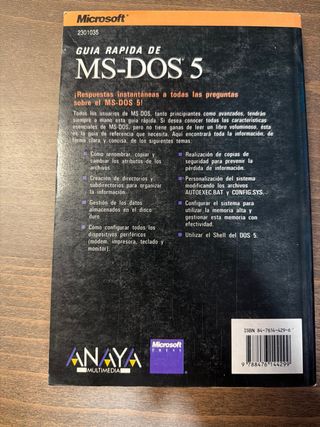 Microsoft®
2301035
GUIA RAPIDA DE
MS-DOS 5
¡Respuestas instantáneas a todas las preguntas
sobre el MS-DOS 5!
Todos los usuarios de MS DOS, tanto principiantes como avanzados, tendrán
siempre a mano esta guía rápida. Si desea conocer todas las características
esenciales de MS-DOS, pero no tiene ganas de leer un libro voluminoso, ésta
es la guía de referencia que necesita. Aquí encontrará toda la información, de
forma clara y concisa, de los siguientes temas:
Cómo renombrar, copiar y
cambiar los atributos de los
archivos.
Creación de directorios y
subdirectorios para organizar
la información.
Gestión de los datos
almacenados en el disco
duro.
Cómo configurar todos los
dispositivos periféricos
(módem, impresora, teclado y
monitor).
Realización de copias de
seguridad para prevenir la
pérdida de información.
Personalización del sistema
modificando los archivos
AUTOEXEC.BAT y CONFIG.SYS.
Configurar el sistema para
utilizar la memoria alta y
gestionar esta memoria con
efectividad.
Utilizar el Shell del DOS 5.
ANAYA
MULTIMEDIA
Microsoft
PRESS
ISBN 84-7614-429-6
9 788476 144299